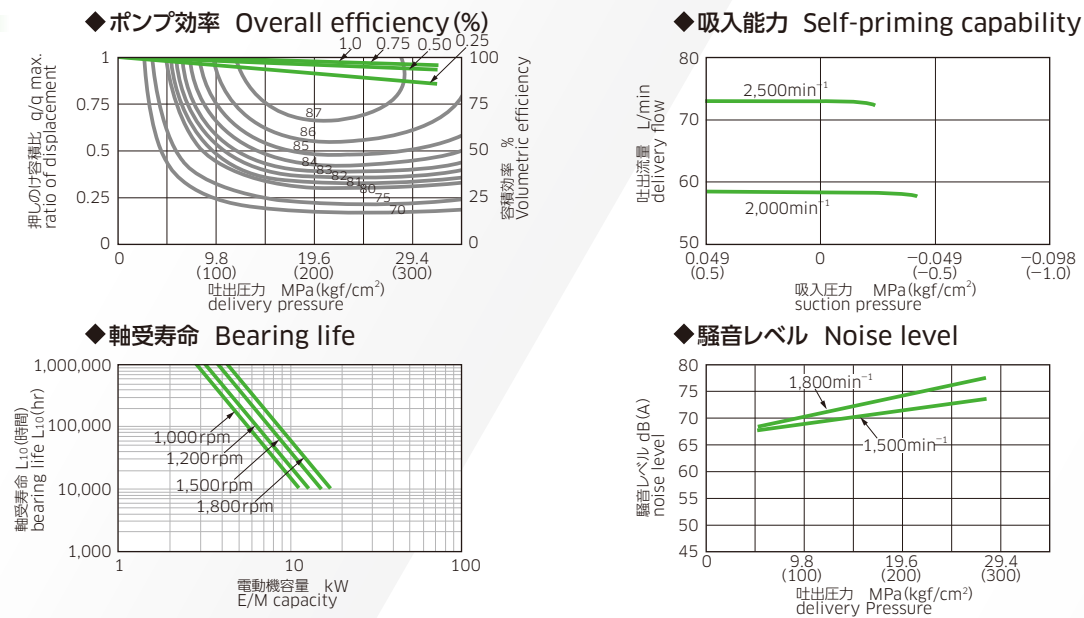 ◆ポンプ効率 Overall efficiency(%)
1.0 0.75 0.50 0.25
押しのけ容積比 q/q max.
ratio of displacement
1
0.75
0.5
0.25
0
87
86
85
84
83
82
81
80
75
70
100
75
50
25
0
容積効率 %
Volumetric efficiency
0 9.8 19.6 29.4
(100) (200) (300)
吐出圧力 MPa(kgf/cm²)
delivery pressure
◆吸入能力 Self-priming capability
吐出流量 L/min
delivery flow
80
70
60
50
2,500min⁻¹
2,000min⁻¹
0.049 0 −0.049 −0.098
(0.5) (−0.5) (−1.0)
吸入圧力 MPa(kgf/cm²)
suction pressure
◆軸受寿命 Bearing life
軸受寿命 L10(時間)
bearing life L10(hr)
1,000,000
100,000
10,000
1,000
1,000rpm
1,200rpm
1,500rpm
1,800rpm
1 10 100
電動機容量 kW
E/M capacity
◆騒音レベル Noise level
騒音レベル dB(A)
noise level
80
75
70
65
60
55
50
45
1,800min⁻¹
1,500min⁻¹
0 9.8 19.6 29.4
(100) (200) (300)
吐出圧力 MPa(kgf/cm²)
delivery Pressure